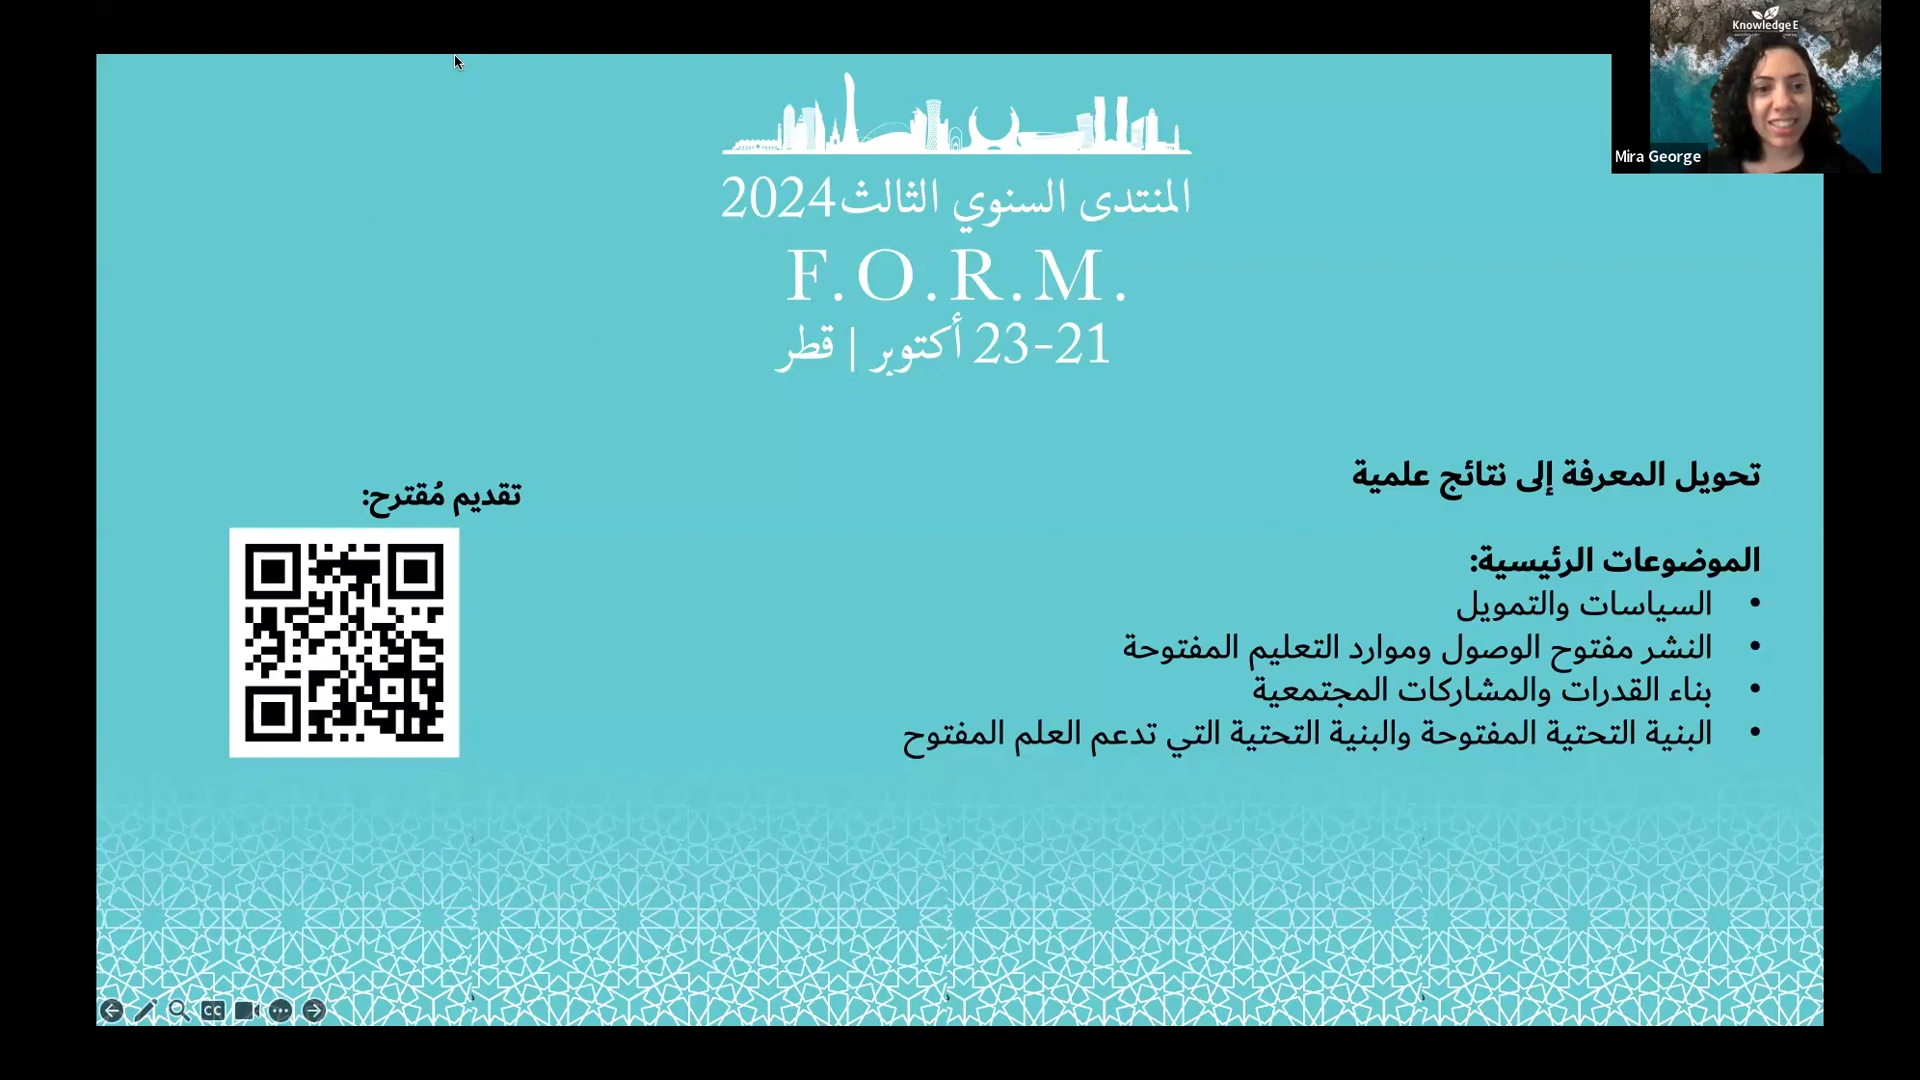 KnowledgeE
Mira George
المنتدى السنوي الثالث 2024
F.O.R.M.
21-23 أكتوبر | قطر
تحويل المعرفة إلى نتائج علمية
الموضوعات الرئيسية:
• السياسات والتمويل
• النشر مفتوح الوصول وموارد التعليم المفتوحة
• بناء القدرات والمشاركات المجتمعية
• البنية التحتية المفتوحة والبنية التحتية التي تدعم العلم المفتوح
تقديم مُقترح:
CC